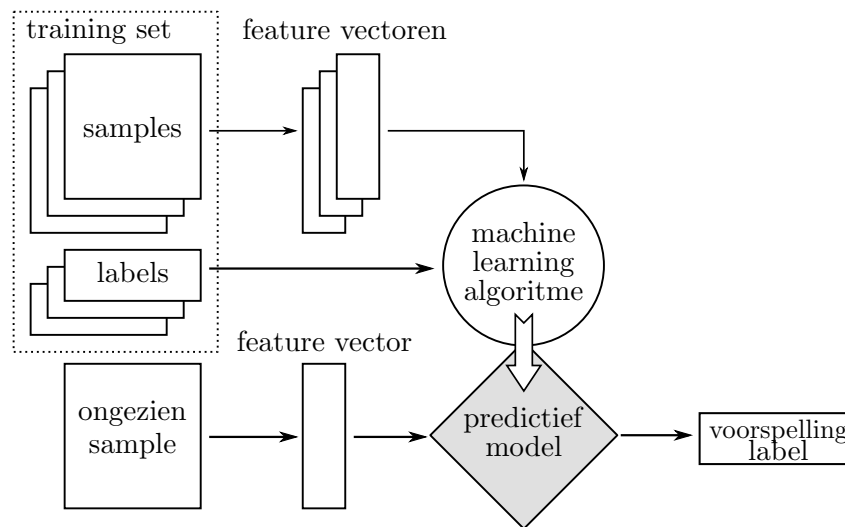 training set
feature vectoren
samples
labels
machine
learning
algoritme
feature vector
ongezien
sample
predictief
model
voorspelling
label